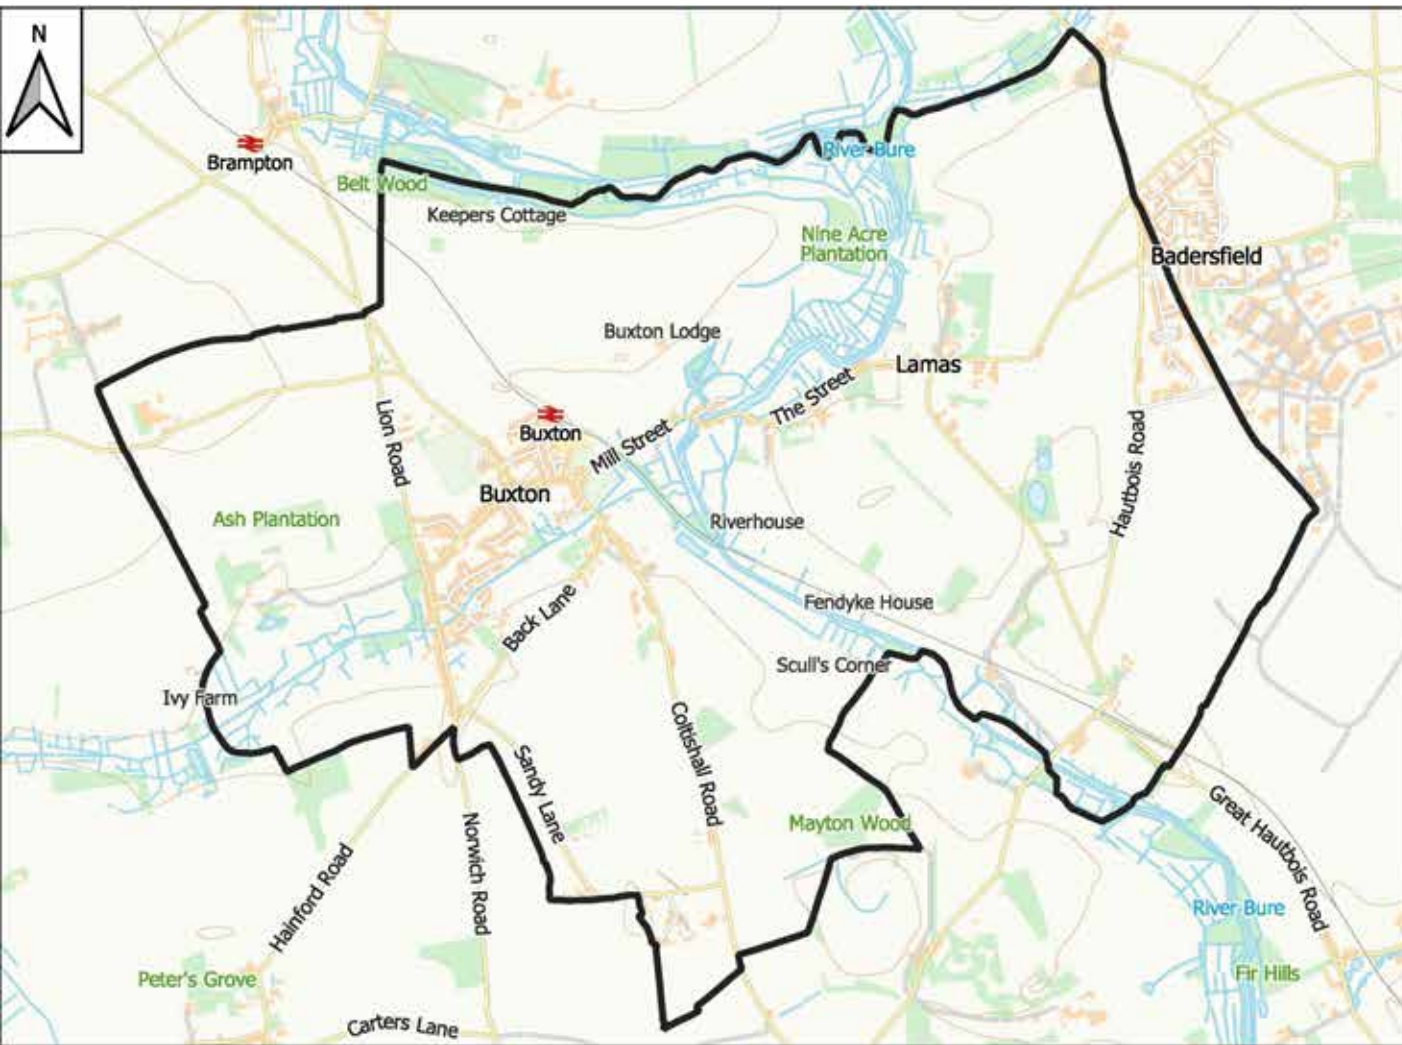 N
Brampton
River Bure
Belt Wood
Keepers Cottage
Nine Acre
Plantation
Badersfield
Buxton Lodge
Lamas
The Street
Lion Road
Buxton
Mill Street
Hautbois Road
Buxton
Ash Plantation
Riverhouse
Back Lane
Fendyke House
Scull's Corner
Ivy Farm
Coltishall Road
Sandy Lane
Mayton Wood
Great Hautbois Road
Norwich Road
Hainford Road
River Bure
Peter's Grove
Fir Hills
Carters Lane